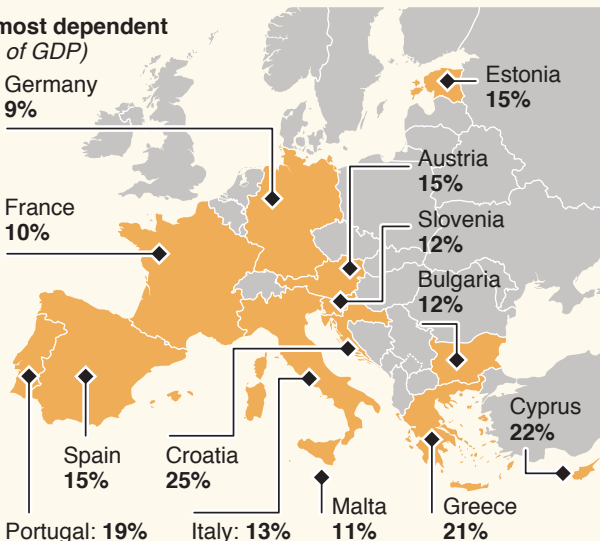 most dependent
of GDP)
Germany
9%
Estonia
15%
Austria
15%
France
10%
Slovenia
12%
Bulgaria
12%
Cyprus
22%
Spain
15%
Croatia
25%
Malta
11%
Greece
21%
Portugal: 19%
Italy: 13%